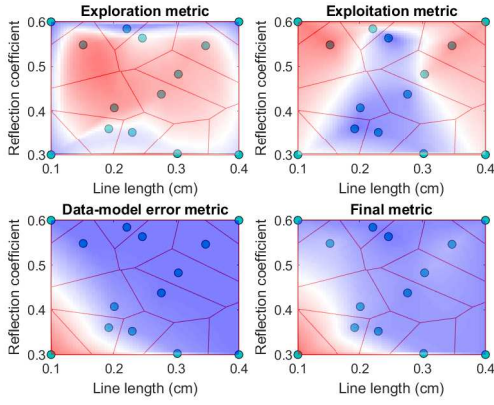 Exploration metric
Exploitation metric
Reflection coefficient
0.6
0.5
0.4
0.3
0.1
0.2
0.3
0.4
Line length (cm)
Reflection coefficient
0.6
0.5
0.4
0.3
0.1
0.2
0.3
0.4
Line length (cm)
Data-model error metric
Final metric
Reflection coefficient
0.6
0.5
0.4
0.3
0.1
0.2
0.3
0.4
Line length (cm)
Reflection coefficient
0.6
0.5
0.4
0.3
0.1
0.2
0.3
0.4
Line length (cm)